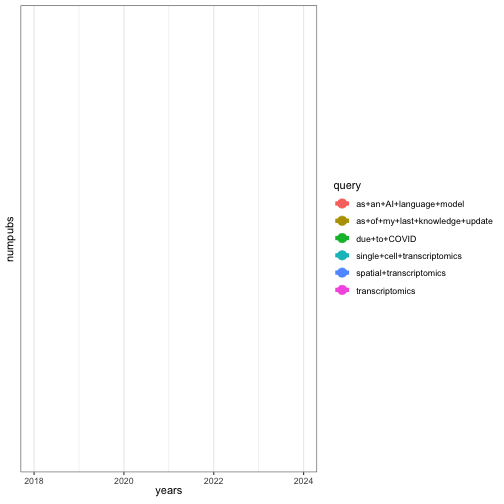 numpubs
2018
2020
2022
2024
years
query
as+an+AI+language+model
as+of+my+last+knowledge+update
due+to+COVID
single+cell+transcriptomics
spatial+transcriptomics
transcriptomics